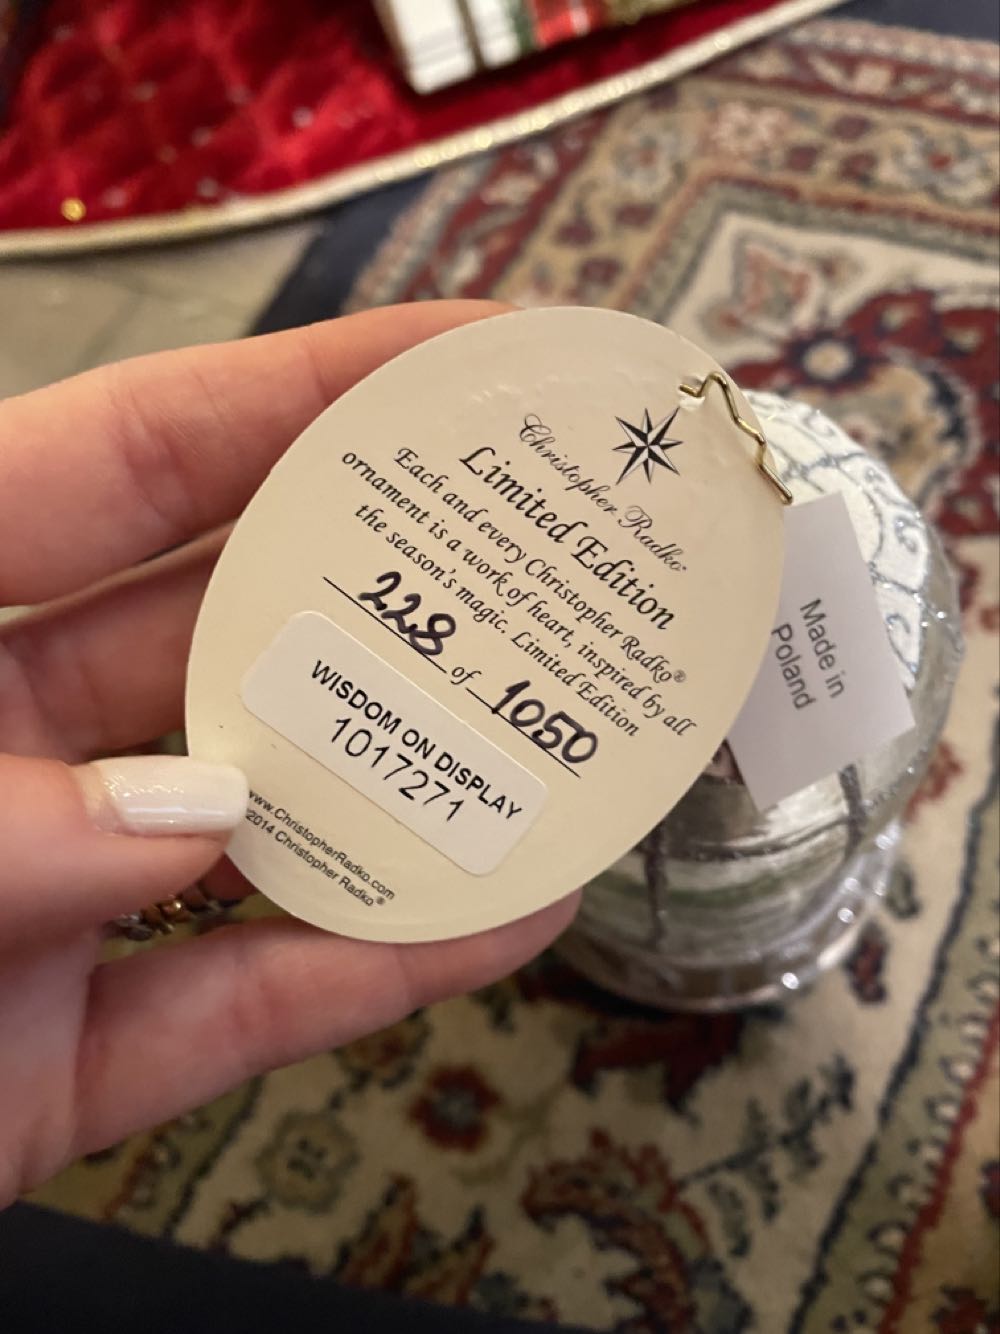 Christopher Radko®
Limited Edition
Each and every Christopher Radko®
ornament is a work of heart, inspired by all
the season's magic. Limited Edition
228 of 1050
WISDOM ON DISPLAY
1017271
www.ChristopherRadko.com
©2014 Christopher Radko®
Made in
Poland